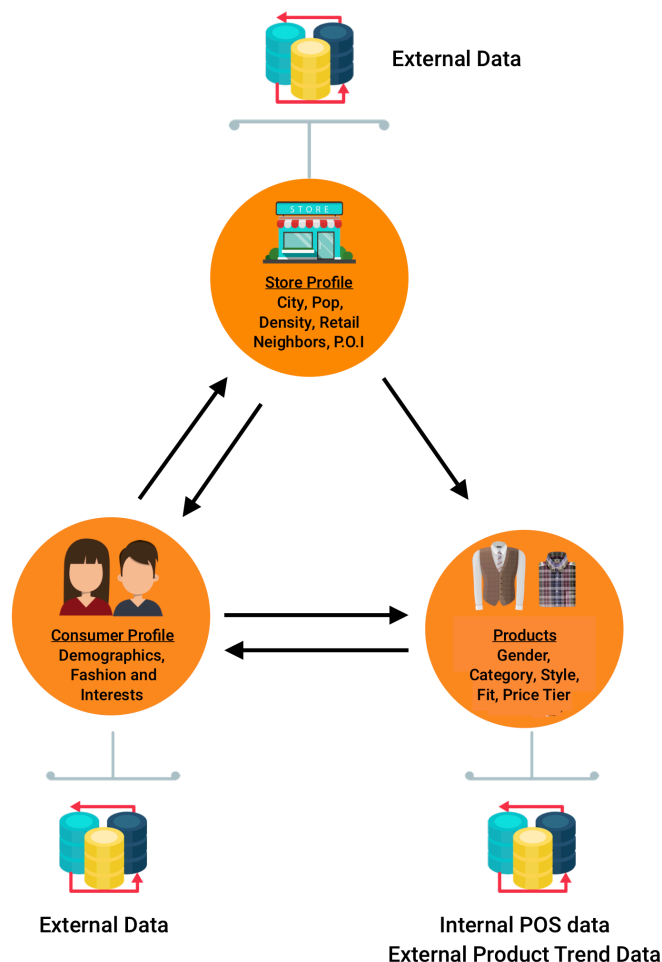 External Data
STORE
Store Profile
City, Pop,
Density, Retail
Neighbors, P.O.I
Consumer Profile
Demographics,
Fashion and
Interests
Products
Gender,
Category, Style,
Fit, Price Tier
External Data
Internal POS data
External Product Trend Data